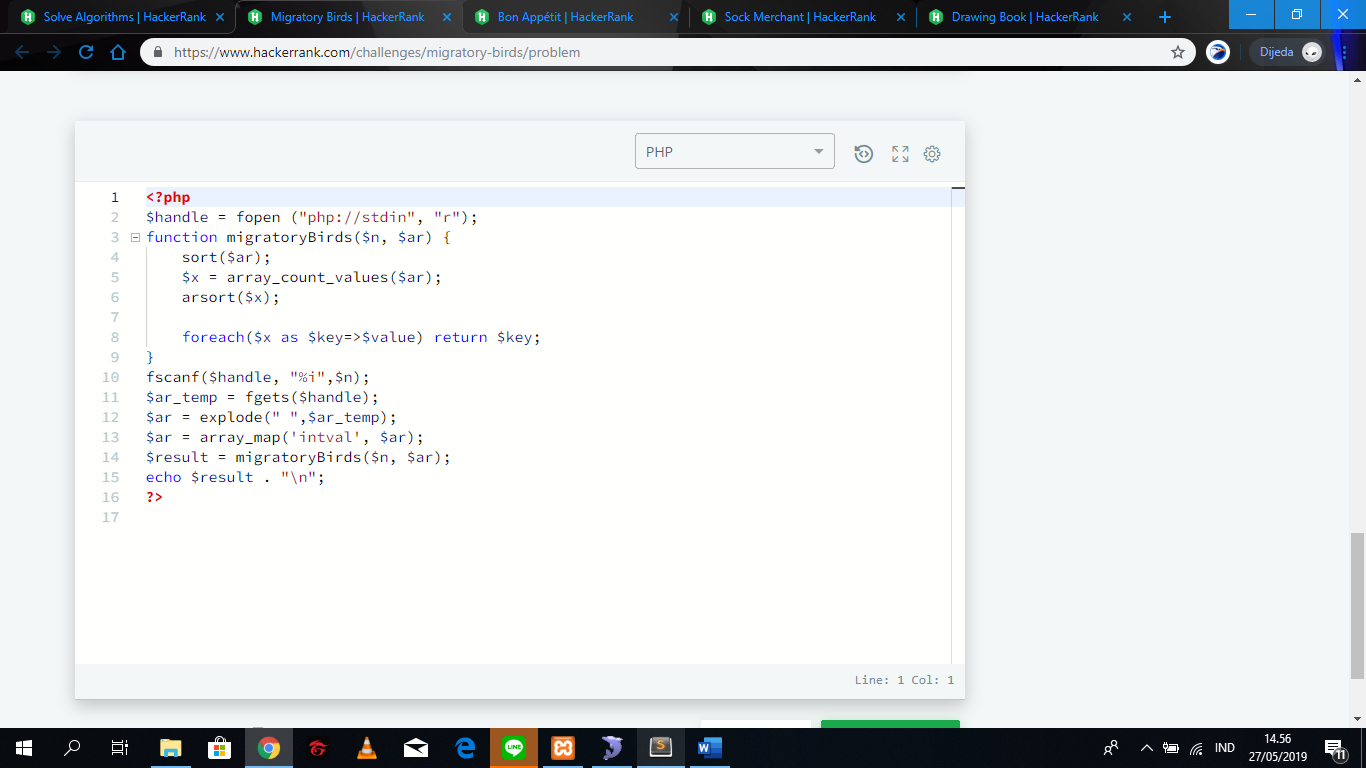 Solve Algorithms | HackerRank
Migratory Birds | HackerRank
Bon Appétit | HackerRank
Sock Merchant | HackerRank
Drawing Book | HackerRank
https://www.hackerrank.com/challenges/migratory-birds/problem
Dijeda
PHP
1 <?php
2 $handle = fopen ("php://stdin", "r");
3 function migratoryBirds($n, $ar) {
4     sort($ar);
5     $x = array_count_values($ar);
6     arsort($x);
7
8     foreach($x as $key=>$value) return $key;
9 }
10 fscanf($handle, "%i",$n);
11 $ar_temp = fgets($handle);
12 $ar = explode(" ",$ar_temp);
13 $ar = array_map('intval', $ar);
14 $result = migratoryBirds($n, $ar);
15 echo $result . "\n";
16 ?>
17
Line: 1 Col: 1
LINE
S
W
IND
14.56
27/05/2019
11